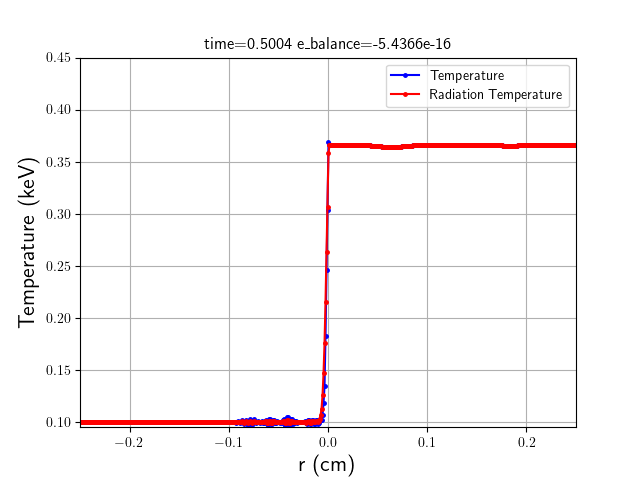 time=0.5004 e_balance=-5.4366e-16
Temperature
Radiation Temperature
Temperature (keV)
0.45
0.40
0.35
0.30
0.25
0.20
0.15
0.10
−0.2 −0.1 0.0 0.1 0.2
r (cm)